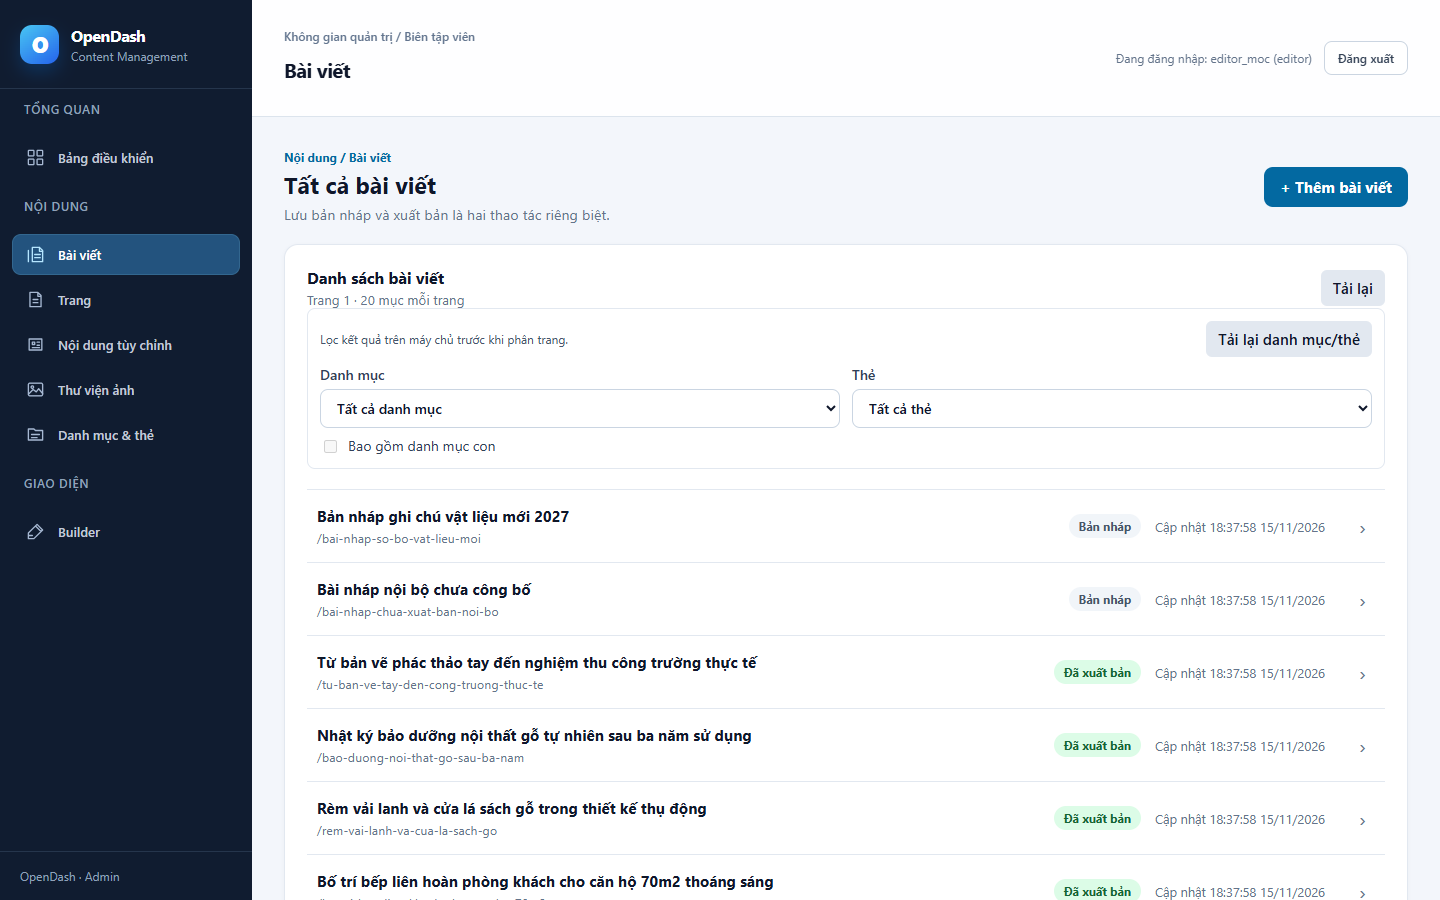 O
OpenDash
Content Management
TỔNG QUAN
Bảng điều khiển
NỘI DUNG
Bài viết
Trang
Nội dung tùy chỉnh
Thư viện ảnh
Danh mục & thẻ
GIAO DIỆN
Builder
OpenDash · Admin
Không gian quản trị / Biên tập viên
Bài viết
Đang đăng nhập: editor_moc (editor)
Đăng xuất
Nội dung / Bài viết
Tất cả bài viết
Lưu bản nháp và xuất bản là hai thao tác riêng biệt.
+ Thêm bài viết
Danh sách bài viết
Trang 1 · 20 mục mỗi trang
Tải lại
Lọc kết quả trên máy chủ trước khi phân trang.
Tải lại danh mục/thẻ
Danh mục
Thẻ
Tất cả danh mục
Tất cả thẻ
Bao gồm danh mục con
Bản nháp ghi chú vật liệu mới 2027
/bai-nhap-so-bo-vat-lieu-moi
Bản nháp
Cập nhật 18:37:58 15/11/2026
Bài nháp nội bộ chưa công bố
/bai-nhap-chua-xuat-ban-noi-bo
Bản nháp
Cập nhật 18:37:58 15/11/2026
Từ bản vẽ phác thảo tay đến nghiệm thu công trường thực tế
/tu-ban-ve-tay-den-cong-truong-thuc-te
Đã xuất bản
Cập nhật 18:37:58 15/11/2026
Nhật ký bảo dưỡng nội thất gỗ tự nhiên sau ba năm sử dụng
/bao-duong-noi-that-go-sau-ba-nam
Đã xuất bản
Cập nhật 18:37:58 15/11/2026
Rèm vải lanh và cửa lá sách gỗ trong thiết kế thụ động
/rem-vai-lanh-va-cua-la-sach-go
Đã xuất bản
Cập nhật 18:37:58 15/11/2026
Bố trí bếp liên hoàn phòng khách cho căn hộ 70m2 thoáng sáng
Đã xuất bản
Cập nhật 18:37:58 15/11/2026